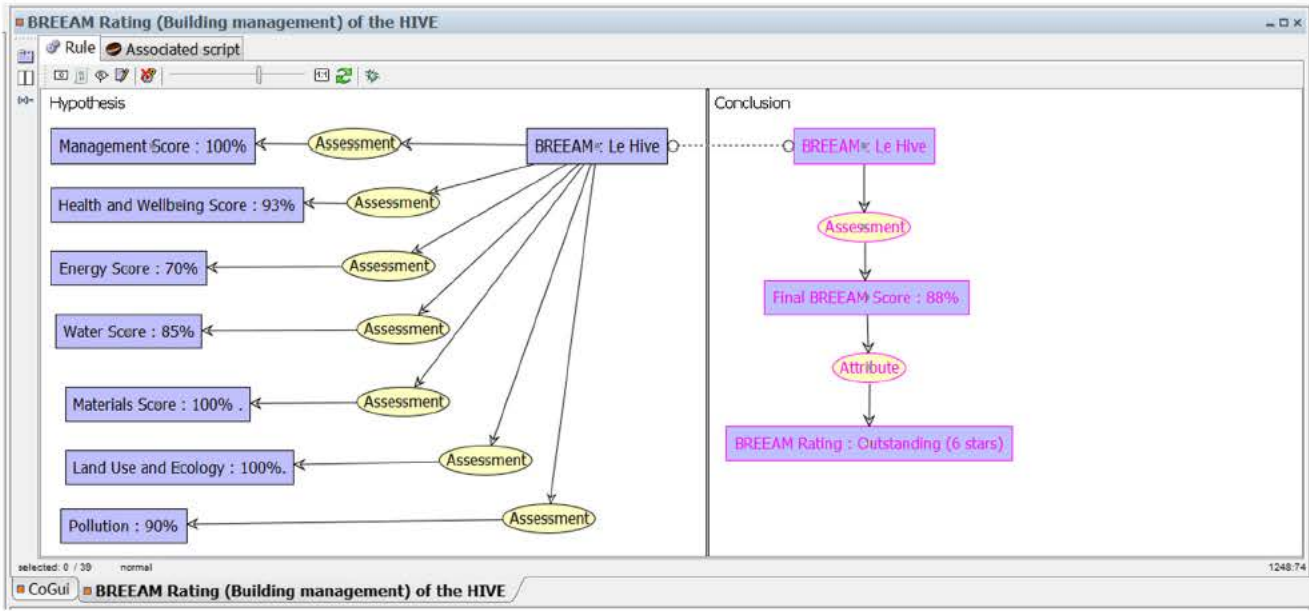 BREEAM Rating (Building management) of the HIVE
Rule Associated script
Hypothesis
Conclusion
Management Score : 100%
Assessment
BREEAM : Le Hive
BREEAM : Le Hive
Health and Wellbeing Score : 93%
Assessment
Assessment
Energy Score : 70%
Assessment
Final BREEAM Score : 88%
Water Score : 85%
Assessment
Attribute
Materials Score : 100% .
Assessment
BREEAM Rating : Outstanding (6 stars)
Land Use and Ecology : 100%.
Assessment
Pollution : 90%
Assessment
selected: 0 / 39 normal
1248:74
CoGui BREEAM Rating (Building management) of the HIVE